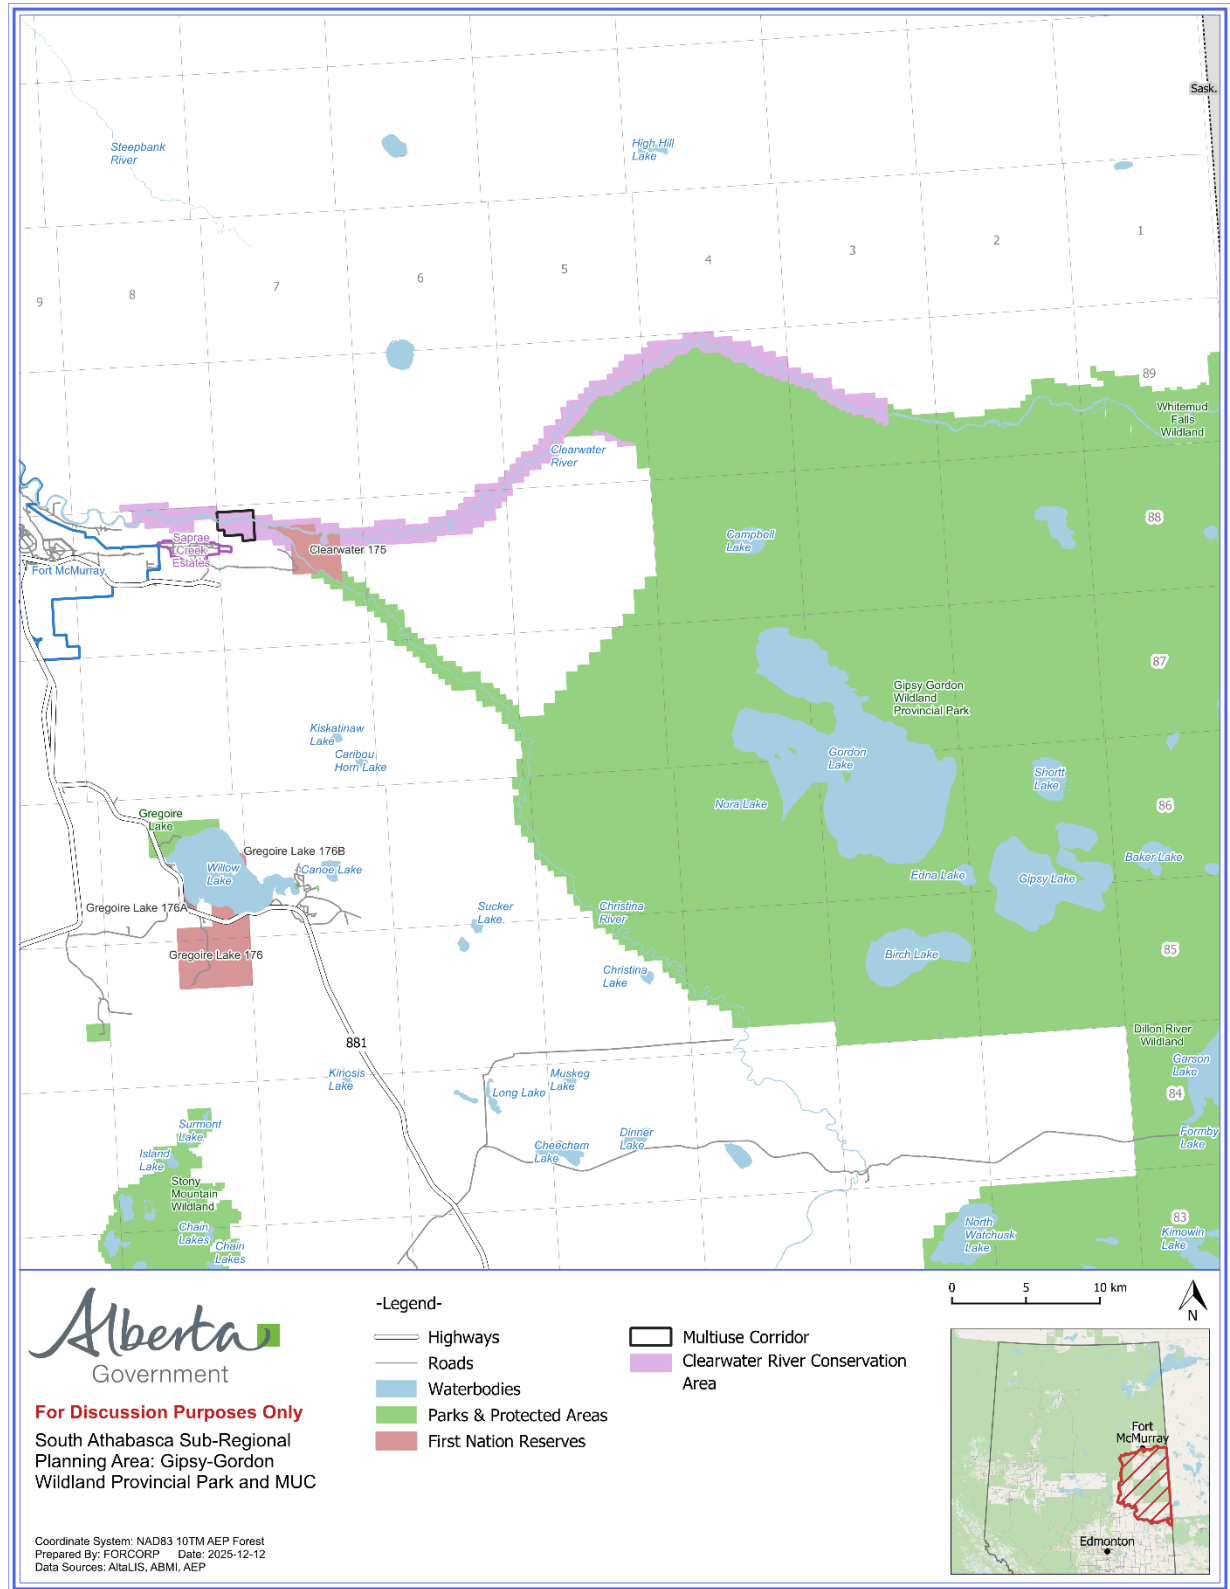 Sask.
Steepbank
River
High Hill
Lake
1
2
3
4
5
6
7
8
9
89
Whitemud
Falls
Wildland
Clearwater
River
88
Campbell
Lake
Saprae
Creek
Estates
Clearwater 175
Fort McMurray
87
Gipsy Gordon
Wildland
Provincial Park
Kiskatinaw
Lake
Caribou
Horn Lake
Gordon
Lake
Shortt
Lake
Nora Lake
86
Gregoire
Lake
Gregoire Lake 176B
Willow
Lake
Canoe Lake
Baker Lake
Edna Lake
Gipsy Lake
Gregoire Lake 176A
Sucker
Lake
Christina
River
Gregoire Lake 176
Birch Lake
85
Christina
Lake
Dillon River
Wildland
881
Garson
Lake
Kinosis
Lake
Long Lake
Muskeg
Lake
84
Surmont
Lake
Formby
Lake
Dinner
Lake
Cheecham
Lake
Island
Lake
Stony
Mountain
Wildland
83
North
Watchusk
Lake
Kimowin
Lake
Chain
Lakes
Chain
Lakes
Alberta
Government
For Discussion Purposes Only
South Athabasca Sub-Regional
Planning Area: Gipsy-Gordon
Wildland Provincial Park and MUC
Coordinate System: NAD83 10TM AEP Forest
Prepared By: FORCORP Date: 2025-12-12
Data Sources: AltaLIS, ABMI, AEP
-Legend-
Highways
Roads
Waterbodies
Parks & Protected Areas
First Nation Reserves
Multiuse Corridor
Clearwater River Conservation
Area
0 5 10 km
N
Fort
McMurray
Edmonton